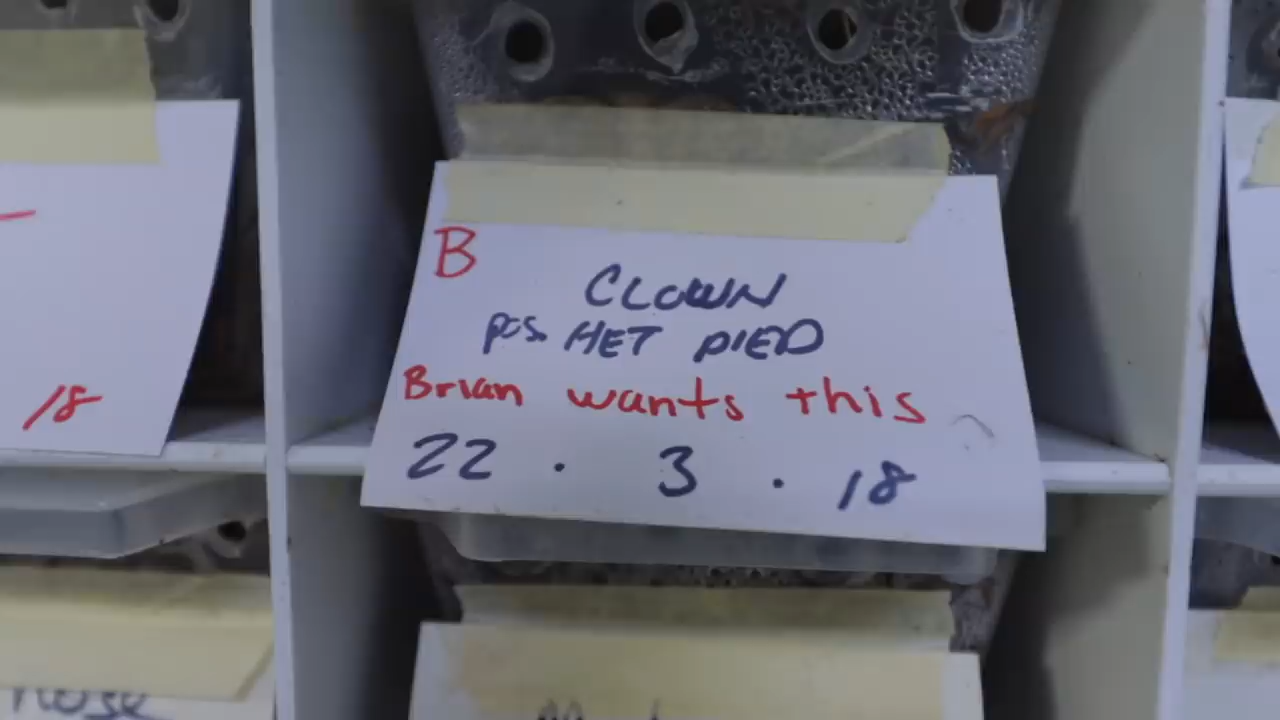 B
CLOWN
pos. HET PIED
Brian wants this
22 . 3 . 18
18